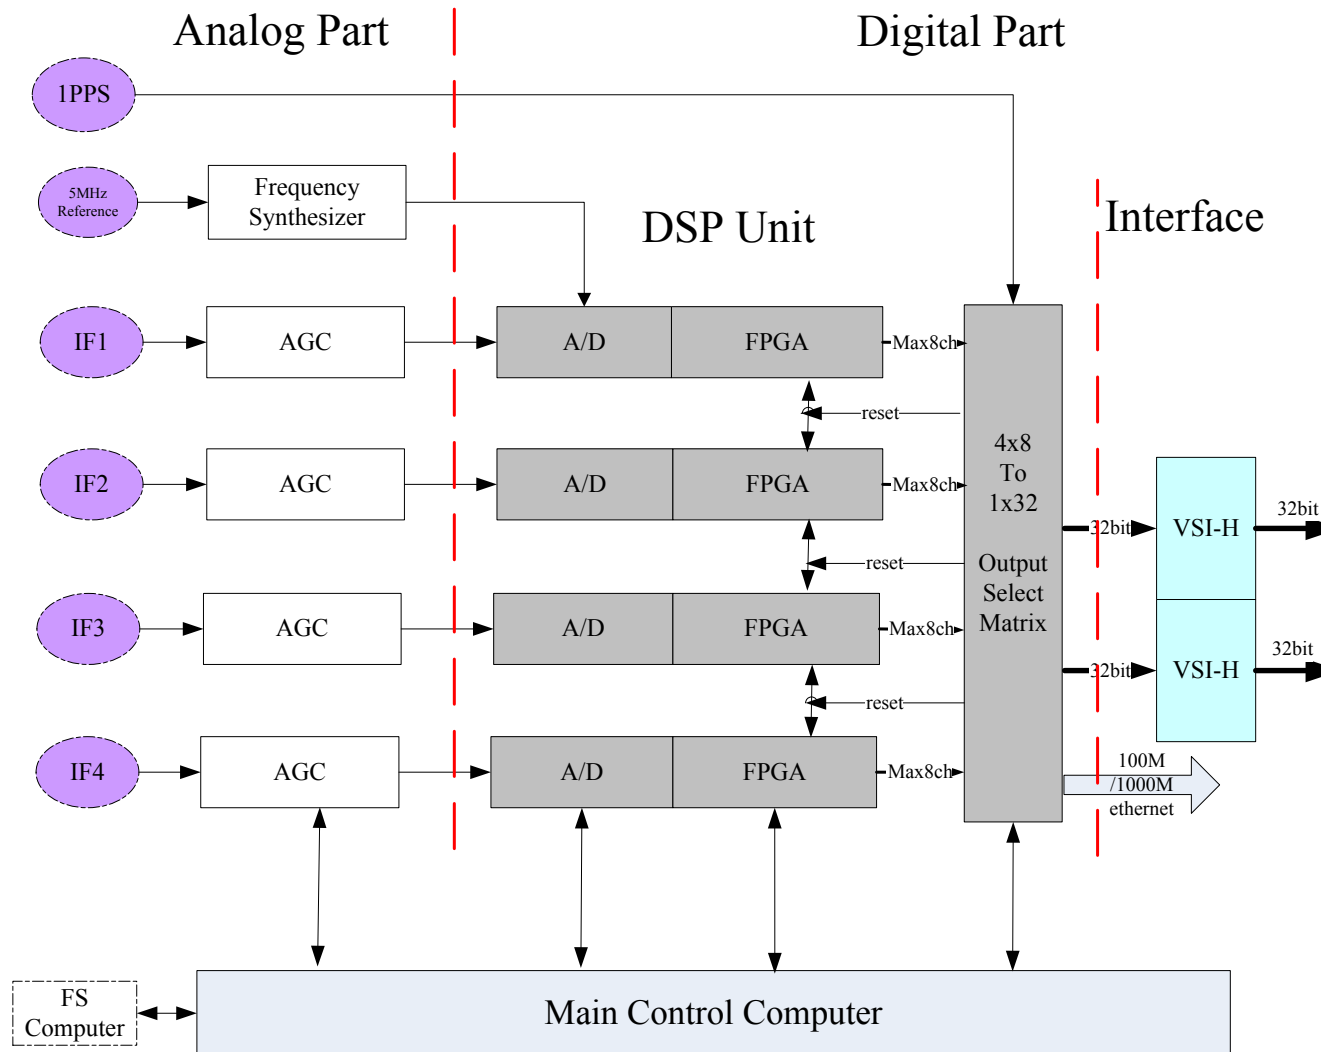 Analog Part
Digital Part
1PPS
5MHz
Reference
Frequency
Synthesizer
DSP Unit
Interface
IF1
AGC
A/D
FPGA
Max8ch
reset
IF2
AGC
A/D
FPGA
Max8ch
reset
IF3
AGC
A/D
FPGA
Max8ch
reset
IF4
AGC
A/D
FPGA
Max8ch
4x8
To
1x32
Output
Select
Matrix
32bit
VSI-H
32bit
32bit
VSI-H
32bit
100M
/1000M
ethernet
FS
Computer
Main Control Computer